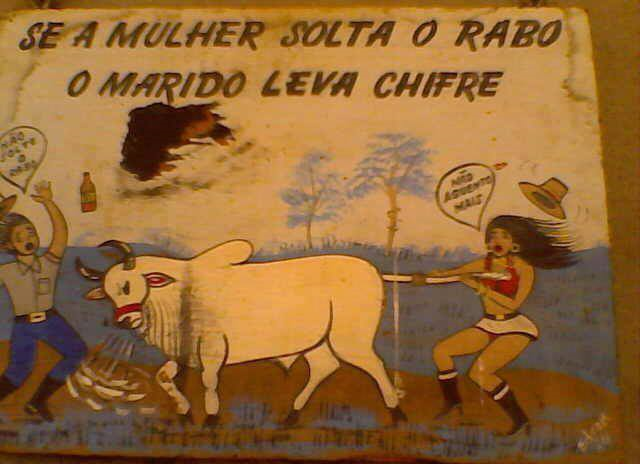 SE A MULHER SOLTA O RABO
O MARIDO LEVA CHIFRE
NÃO
SOLTE
O
RABO
NÃO
AGUENTO
MAIS